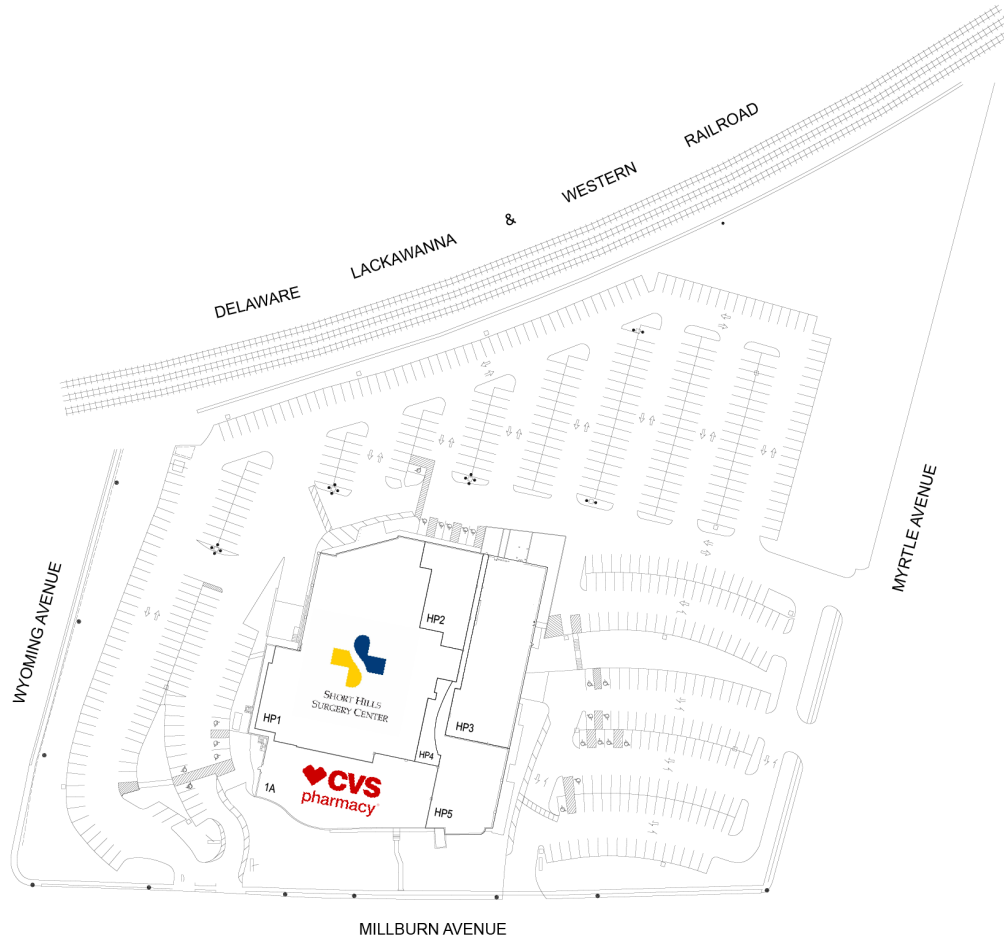 RAILROAD
WESTERN
&
LACKAWANNA
DELAWARE
MYRTLE AVENUE
WYOMING AVENUE
HP2
SHORT HILLS
SURGERY CENTER
HP1
HP3
HP4
CVS
pharmacy
1A
HP5
MILLBURN AVENUE